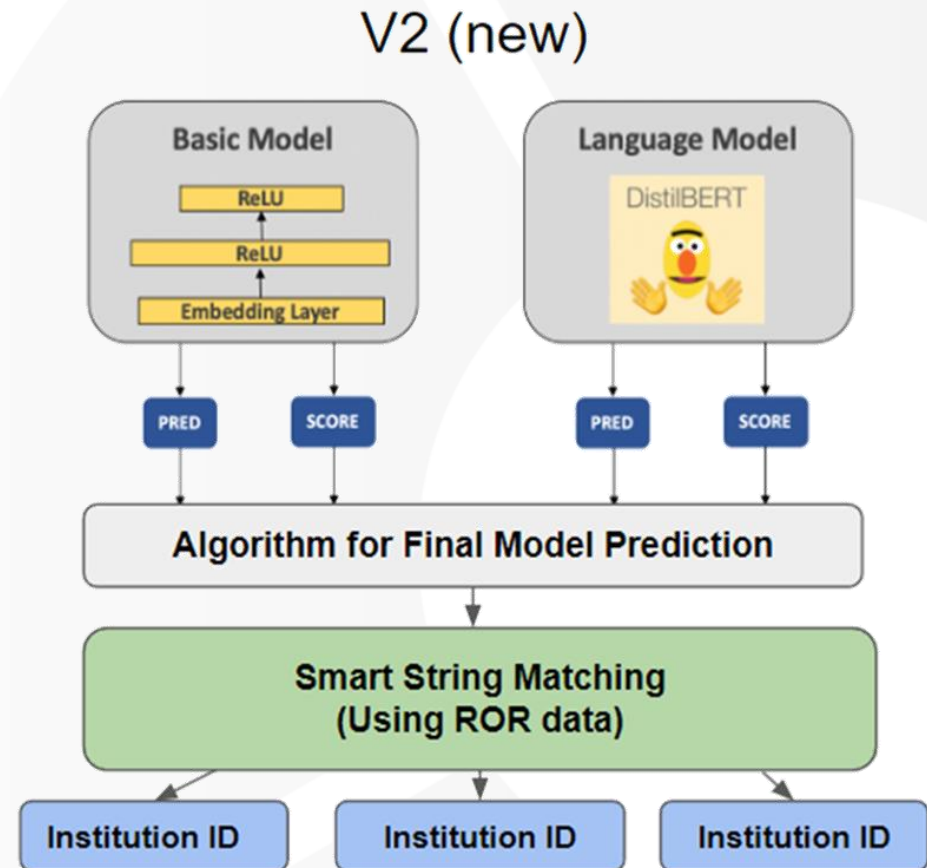 V2 (new)
Basic Model
ReLU
ReLU
Embedding Layer
Language Model
DistilBERT
PRED
SCORE
PRED
SCORE
Algorithm for Final Model Prediction
Smart String Matching
(Using ROR data)
Institution ID
Institution ID
Institution ID